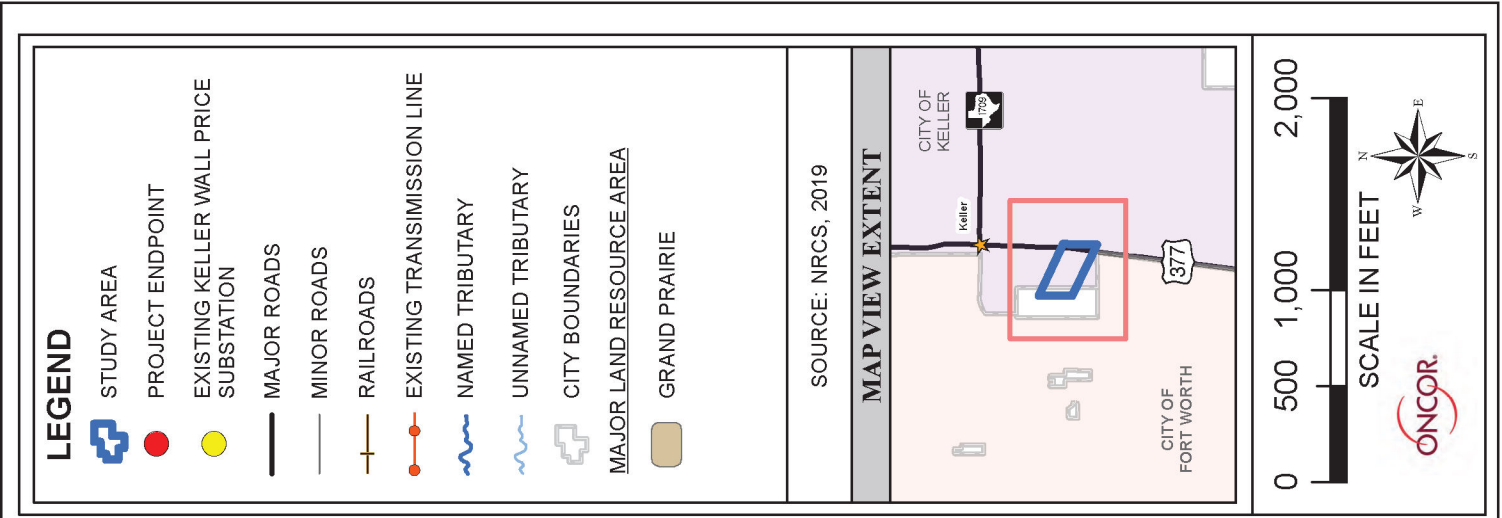 LEGEND
STUDY AREA
PROJECT ENDPOINT
EXISTING KELLER WALL PRICE
SUBSTATION
MAJOR ROADS
MINOR ROADS
RAILROADS
EXISTING TRANSIMISSION LINE
NAMED TRIBUTARY
UNNAMED TRIBUTARY
CITY BOUNDARIES
MAJOR LAND RESOURCE AREA
GRAND PRAIRIE
SOURCE: NRCS, 2019
MAP VIEW EXTENT
CITY OF
KELLER
1709
Keller
377
CITY OF
FORT WORTH
0 500 1,000 2,000
SCALE IN FEET
N
W E
S
ONCOR.